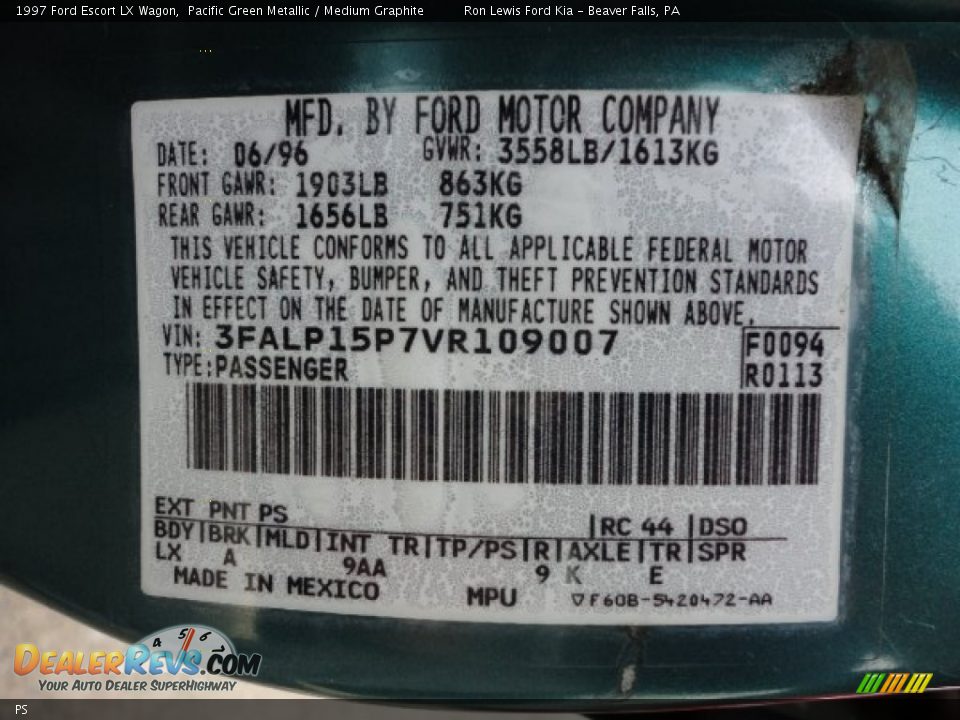 1997 Ford Escort LX Wagon, Pacific Green Metallic / Medium Graphite Ron Lewis Ford Kia - Beaver Falls, PA
MFD. BY FORD MOTOR COMPANY
DATE: 06/96 GVWR: 3558LB/1613KG
FRONT GAWR: 1903LB 863KG
REAR GAWR: 1656LB 751KG
THIS VEHICLE CONFORMS TO ALL APPLICABLE FEDERAL MOTOR
VEHICLE SAFETY, BUMPER, AND THEFT PREVENTION STANDARDS
IN EFFECT ON THE DATE OF MANUFACTURE SHOWN ABOVE.
VIN: 3FALP15P7VR109007 F0094
TYPE: PASSENGER R0113
EXT PNT PS RC 44 DSO
BDY BRK MLD INT TR TP/PS R AXLE TR SPR
LX A 9AA 9 K E
MADE IN MEXICO MPU F60B-5420472-AA
4 5 6
DEALERREVS.COM
YOUR AUTO DEALER SUPERHIGHWAY
PS